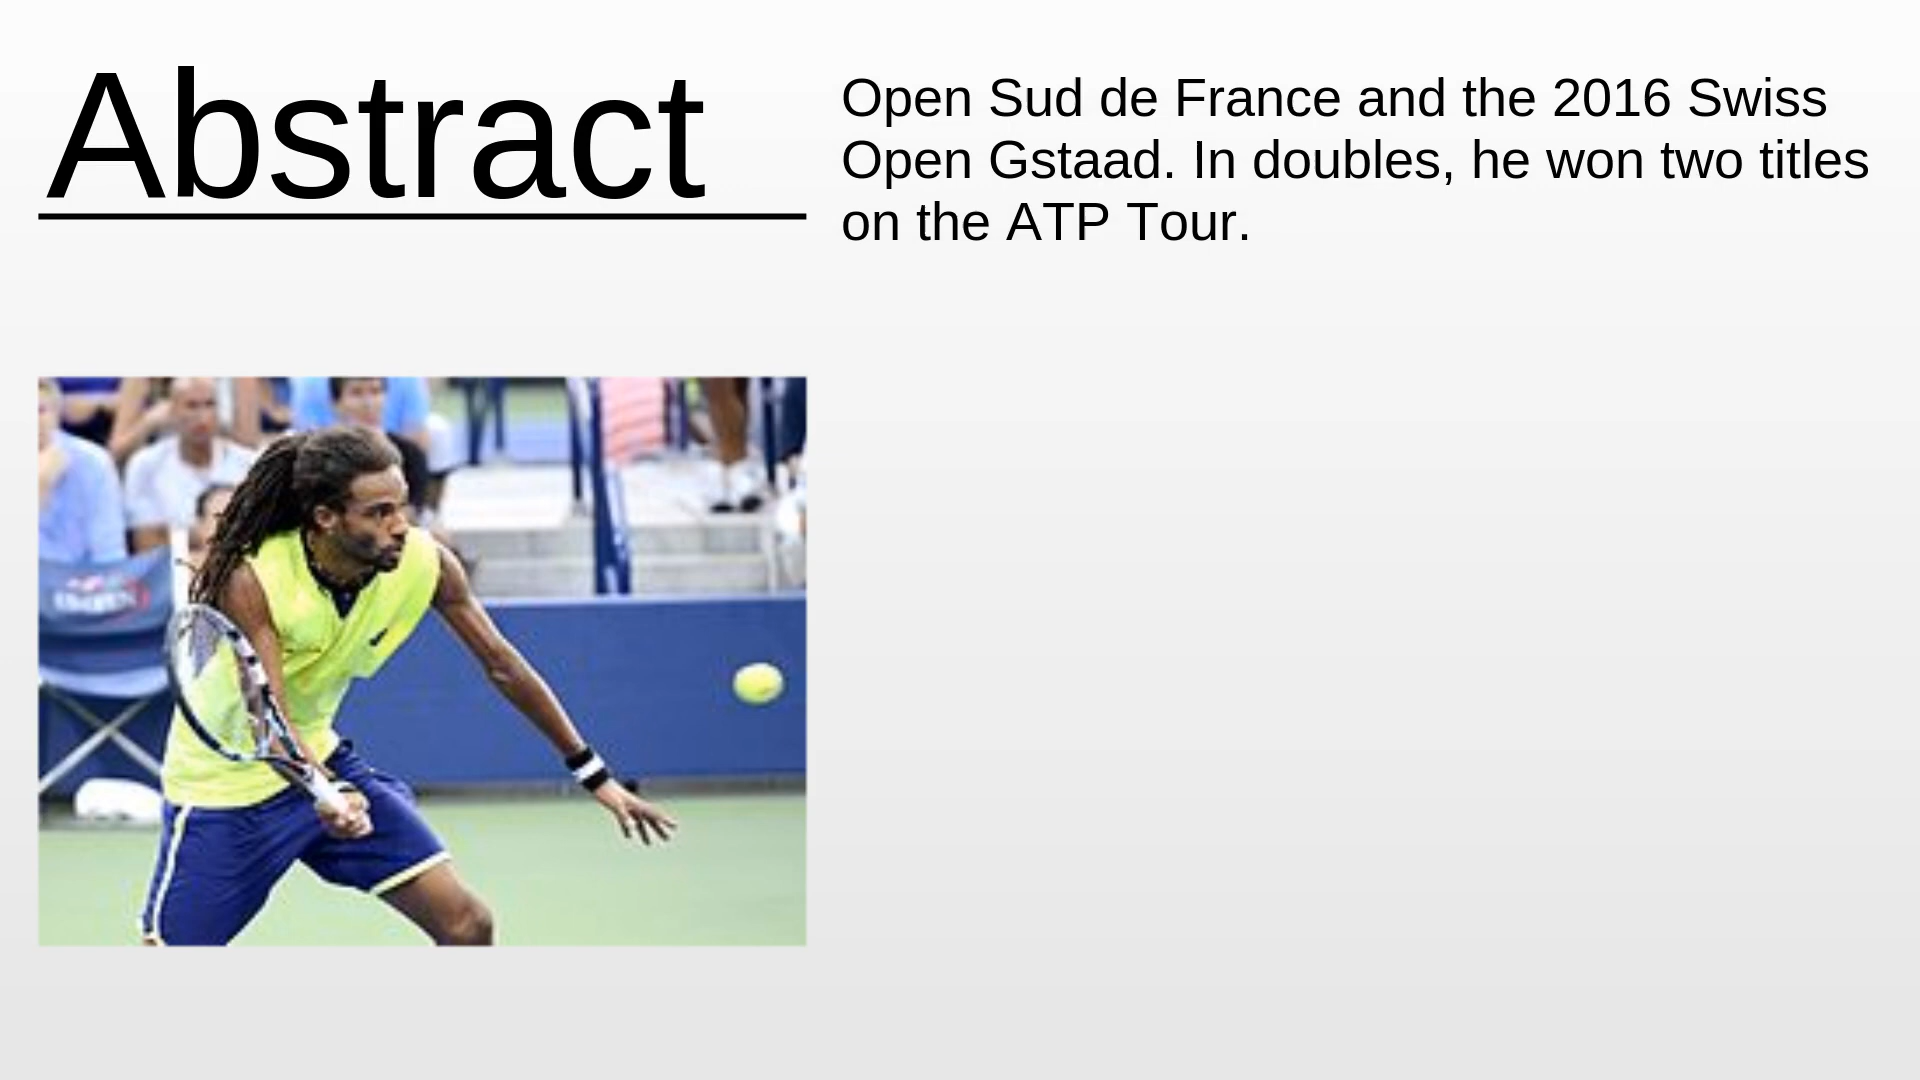 Abstract
Open Sud de France and the 2016 Swiss
Open Gstaad. In doubles, he won two titles
on the ATP Tour.